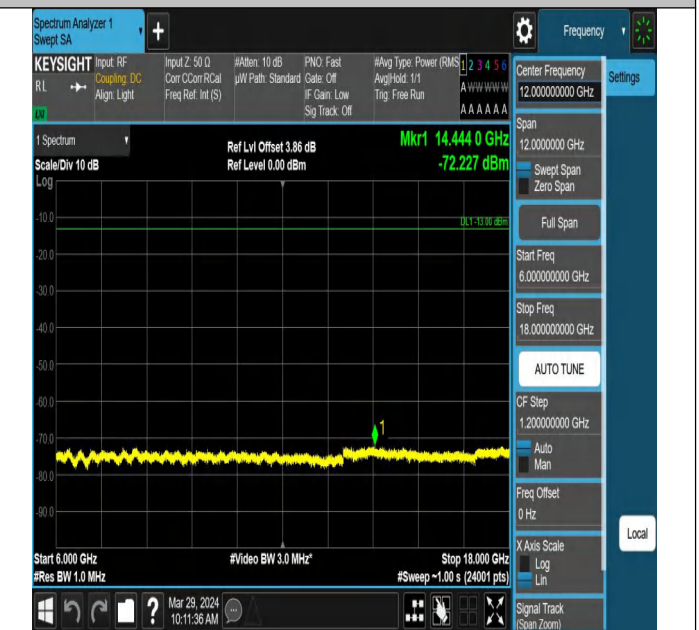 Spectrum Analyzer 1
Swept SA
+
Frequency
KEYSIGHT
RL
LXI
Input: RF
Coupling: DC
Align: Light
Input Z: 50 Ω
Corr CCorr RCal
Freq Ref: Int (S)
#Atten: 10 dB
µW Path: Standard
PNO: Fast
Gate: Off
IF Gain: Low
Sig Track: Off
#Avg Type: Power (RMS
Avg|Hold: 1/1
Trig: Free Run
1 2 3 4 5 6
A W W W W W
A A A A A A
1 Spectrum
Scale/Div 10 dB
Log
Ref Lvl Offset 3.86 dB
Ref Level 0.00 dBm
Mkr1 14.444 0 GHz
-72.227 dBm
DL1 -13.00 dBm
-10.0
-20.0
-30.0
-40.0
-50.0
-60.0
-70.0
-80.0
-90.0
1
Start 6.000 GHz
#Res BW 1.0 MHz
#Video BW 3.0 MHz*
Stop 18.000 GHz
#Sweep ~1.00 s (24001 pts)
?
Mar 29, 2024
10:11:36 AM
Center Frequency
12.000000000 GHz
Settings
Span
12.0000000 GHz
Swept Span
Zero Span
Full Span
Start Freq
6.000000000 GHz
Stop Freq
18.000000000 GHz
AUTO TUNE
CF Step
1.200000000 GHz
Auto
Man
Freq Offset
0 Hz
X Axis Scale
Log
Lin
Signal Track
(Span Zoom)
Local